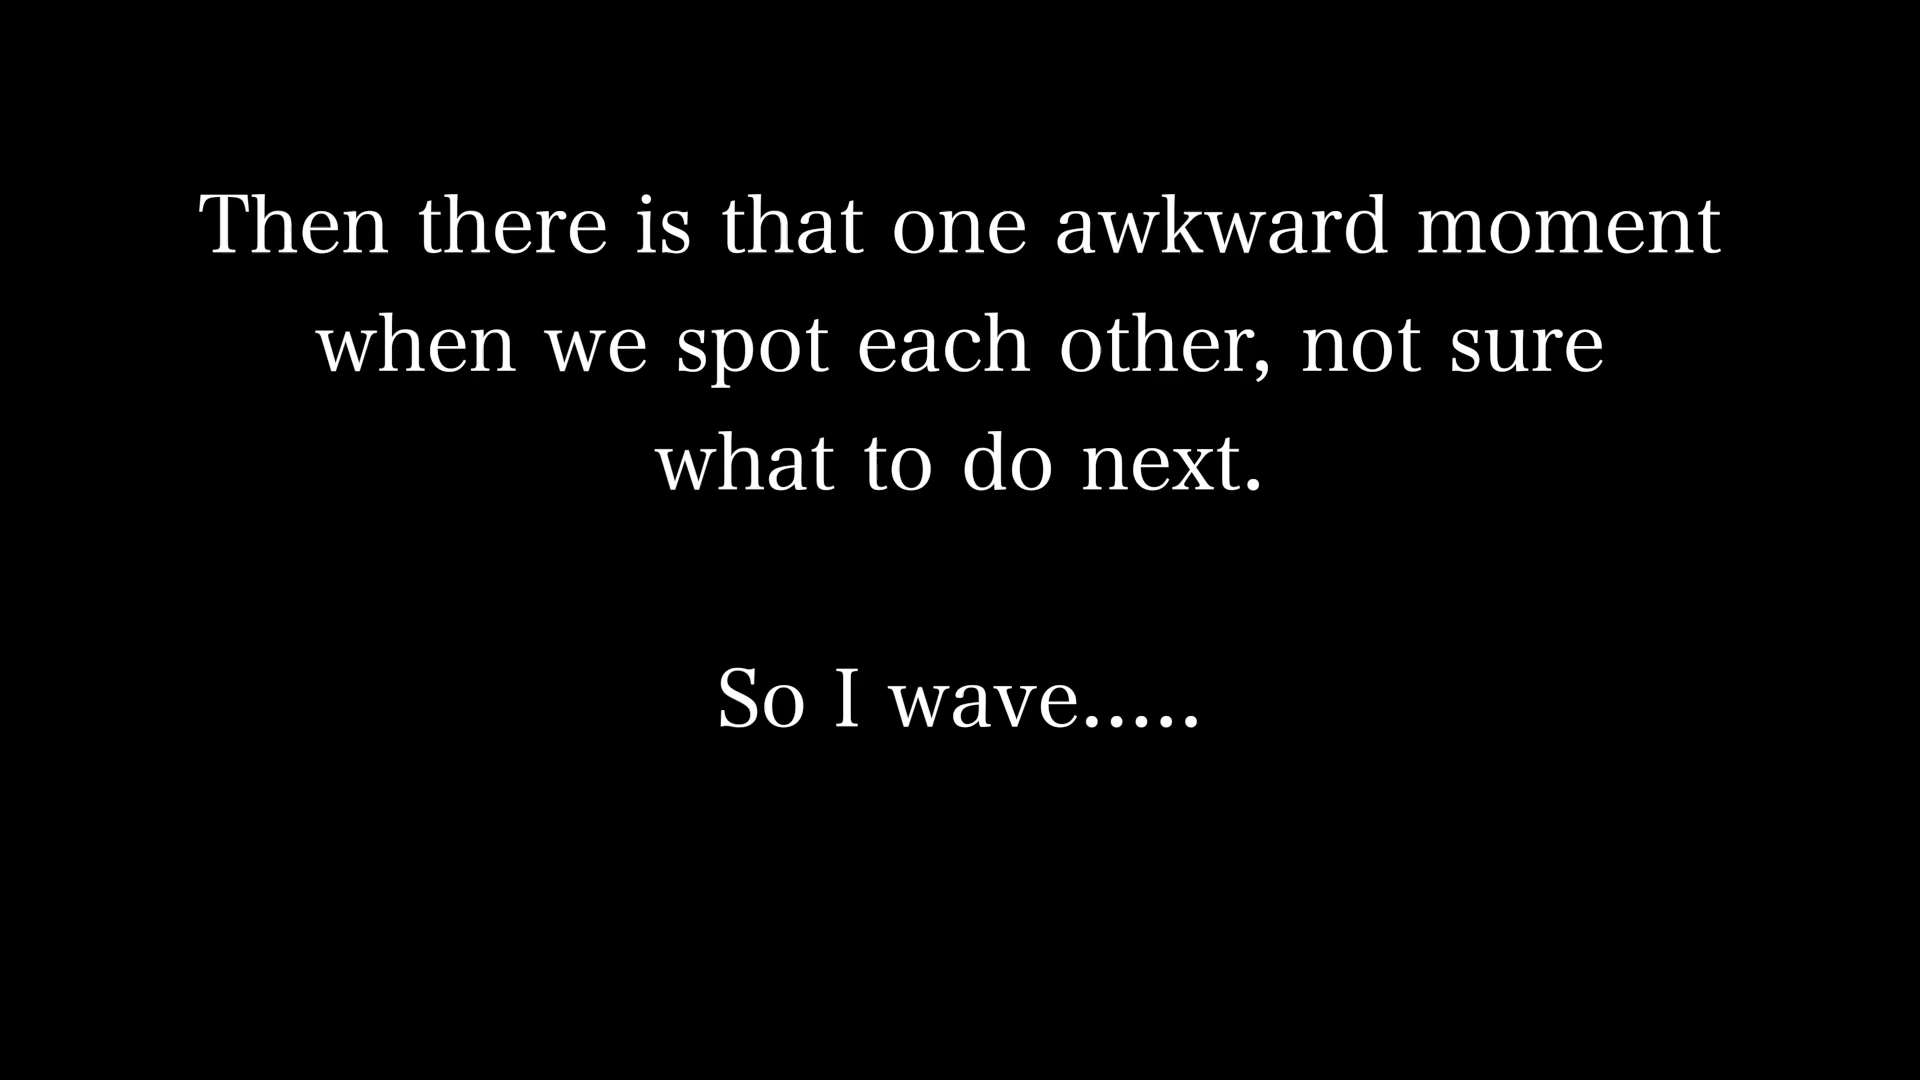 Then there is that one awkward moment
when we spot each other, not sure
what to do next.
So I wave.....